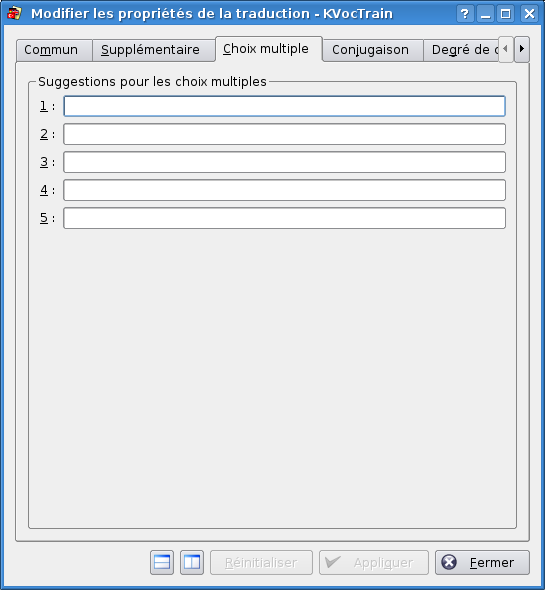 Modifier les propriétés de la traduction - KVocTrain
Commun Supplémentaire Choix multiple Conjugaison Degré de
Suggestions pour les choix multiples
1 :
2 :
3 :
4 :
5 :
Réinitialiser Appliquer Fermer